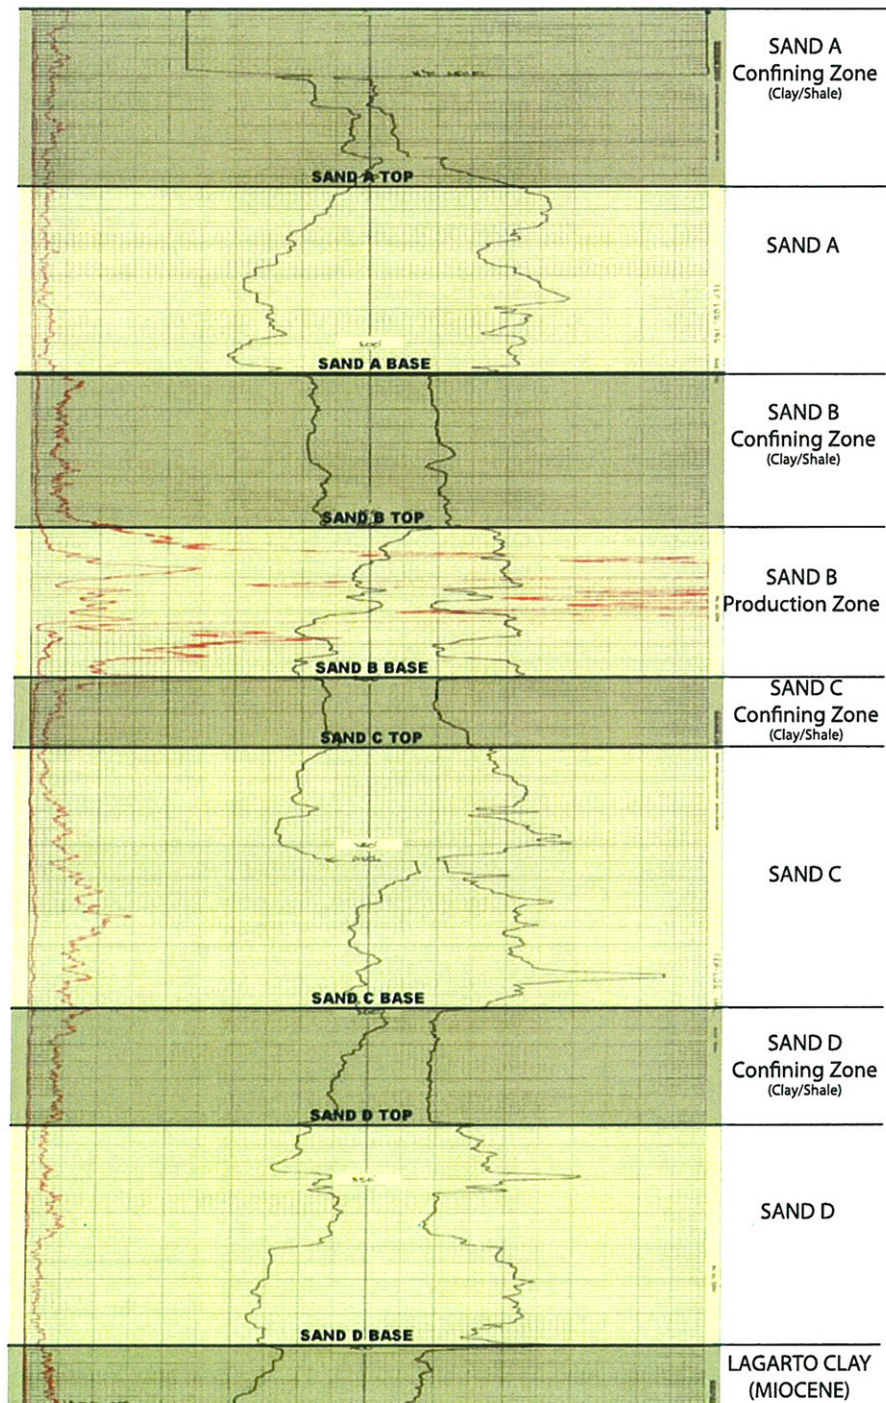 SAND A
Confining Zone
(Clay/Shale)
SAND A TOP
SAND A
SAND A BASE
SAND B
Confining Zone
(Clay/Shale)
SAND B TOP
SAND B
Production Zone
SAND B BASE
SAND C
Confining Zone
(Clay/Shale)
SAND C TOP
SAND C
SAND C BASE
SAND D
Confining Zone
(Clay/Shale)
SAND D TOP
SAND D
SAND D BASE
LAGARTO CLAY
(MIOCENE)